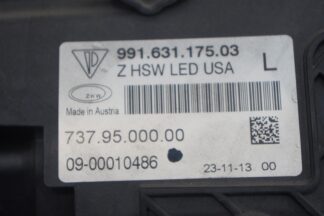 991.631.175.03
Z HSW LED USA L
ZKW
Made in Austria
737.95.000.00
09-00010486
23-11-13 00